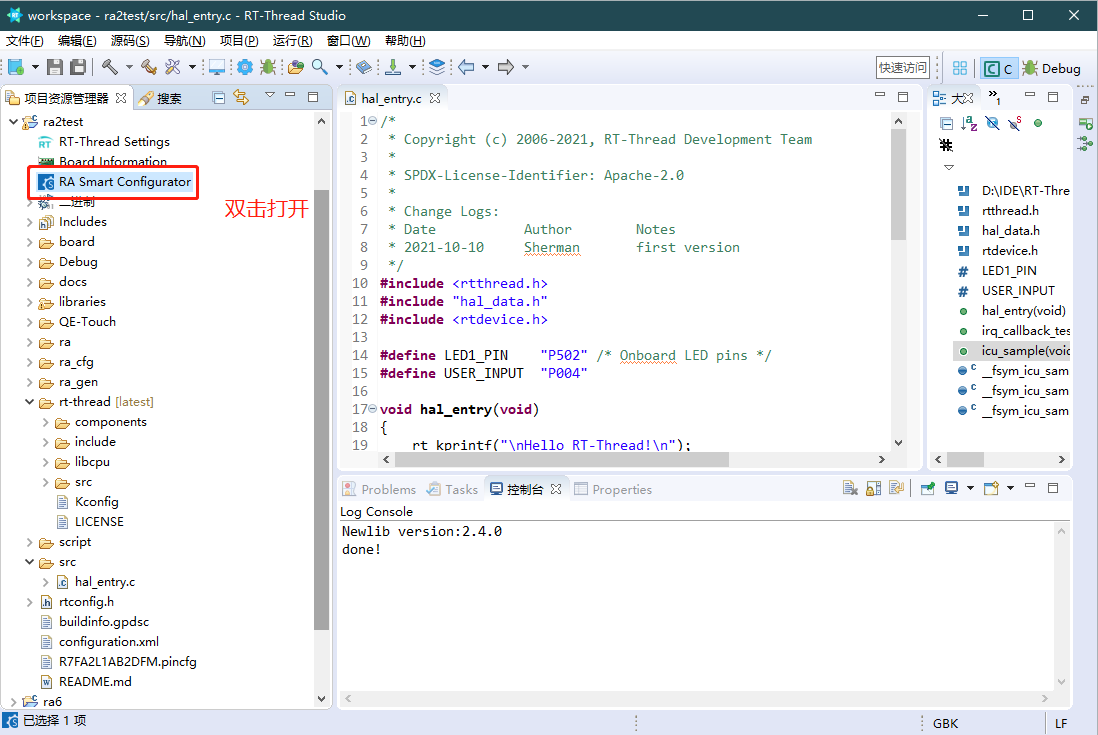 workspace - ra2test/src/hal_entry.c - RT-Thread Studio
文件(F) 编辑(E) 源码(S) 导航(N) 项目(P) 运行(R) 窗口(W) 帮助(H)
快速访问 C Debug
项目资源管理器 搜索
ra2test
RT-Thread Settings
Board Information
RA Smart Configurator
双击打开
二进制
Includes
board
Debug
docs
libraries
QE-Touch
ra
ra_cfg
ra_gen
rt-thread [latest]
components
include
libcpu
src
Kconfig
LICENSE
script
src
hal_entry.c
rtconfig.h
buildinfo.gpdsc
configuration.xml
R7FA2L1AB2DFM.pincfg
README.md
ra6
hal_entry.c
1 /*
2 * Copyright (c) 2006-2021, RT-Thread Development Team
3 *
4 * SPDX-License-Identifier: Apache-2.0
5 *
6 * Change Logs:
7 * Date Author Notes
8 * 2021-10-10 Sherman first version
9 */
10 #include <rtthread.h>
11 #include "hal_data.h"
12 #include <rtdevice.h>
13
14 #define LED1_PIN "P502" /* Onboard LED pins */
15 #define USER_INPUT "P004"
16
17 void hal_entry(void)
18 {
19 rt_kprintf("\nHello RT-Thread!\n");
大
1
D:\IDE\RT-Thre
rtthread.h
hal_data.h
rtdevice.h
LED1_PIN
USER_INPUT
hal_entry(void)
irq_callback_tes
icu_sample(voic
__fsym_icu_sam
__fsym_icu_sam
__fsym_icu_sam
Problems Tasks 控制台 Properties
Log Console
Newlib version:2.4.0
done!
已选择 1 项 GBK LF